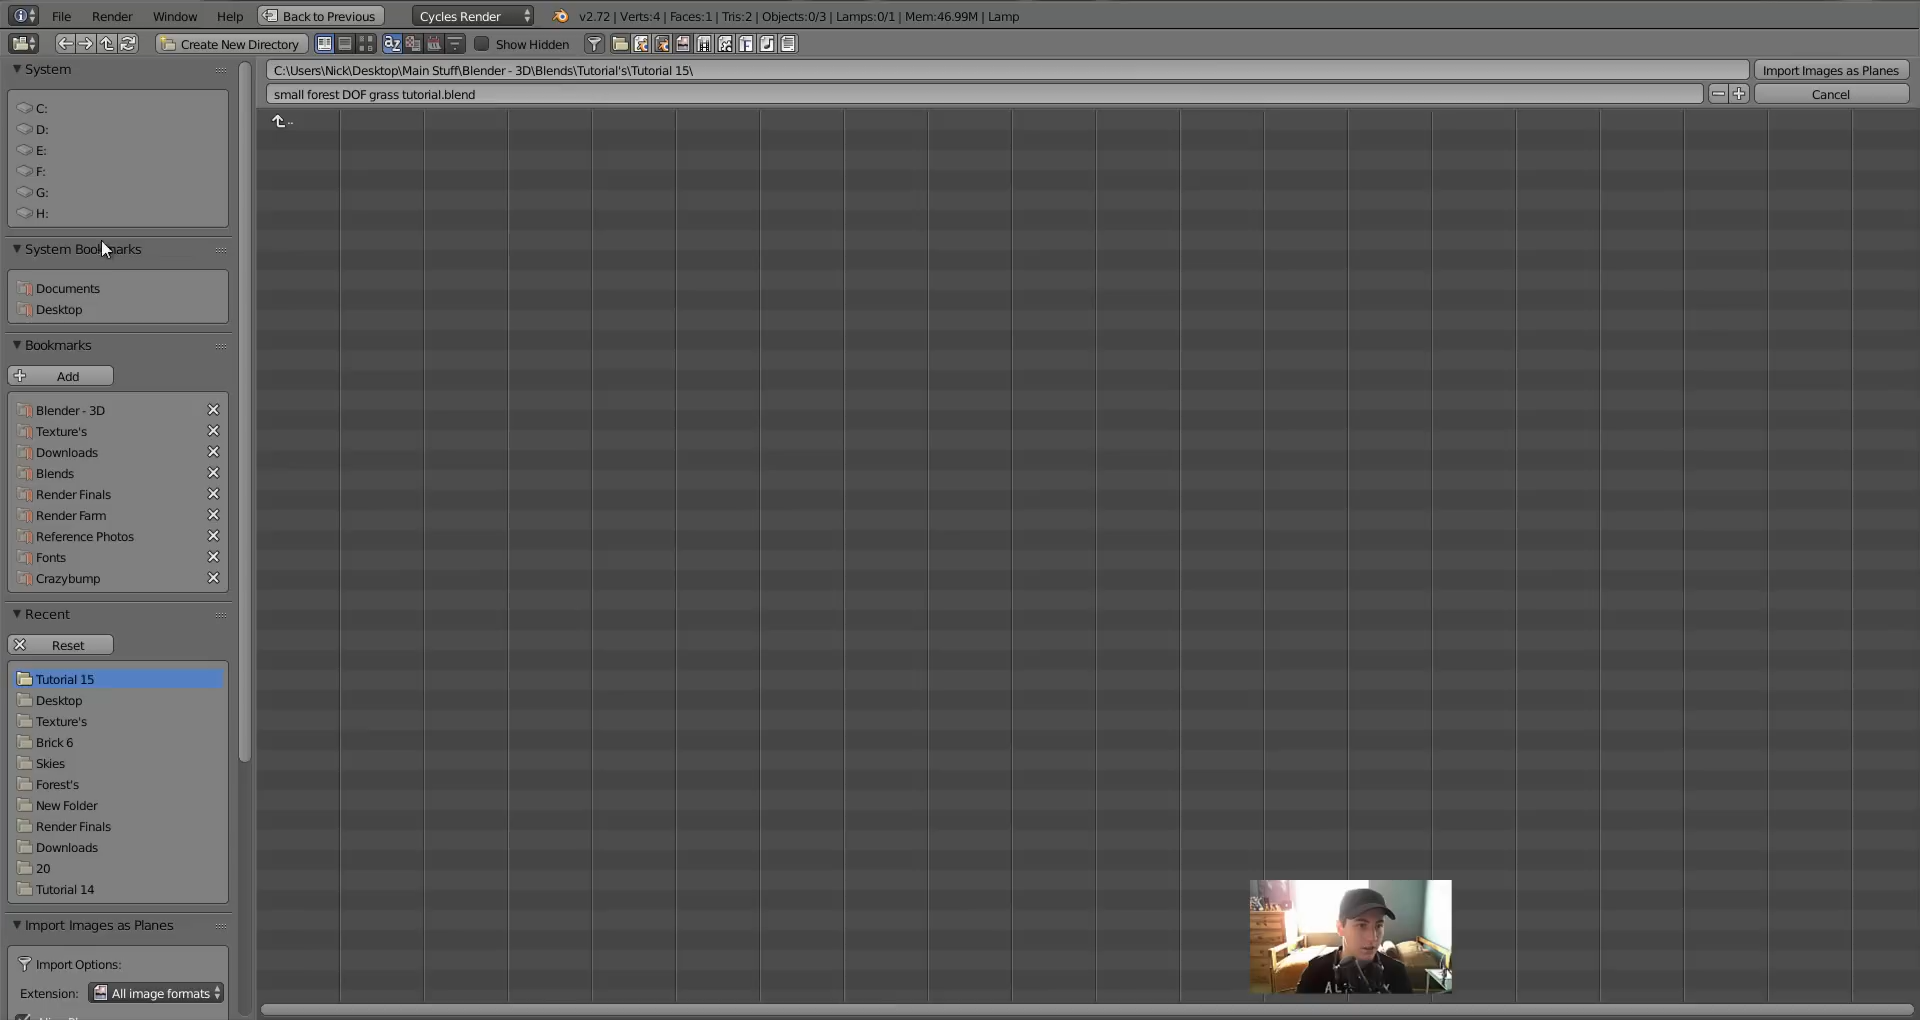 File Render Window Help Back to Previous Cycles Render v2.72 | Verts:4 | Faces:1 | Tris:2 | Objects:0/3 | Lamps:0/1 | Mem:46.99M | Lamp
Create New Directory Show Hidden
System
C:\Users\Nick\Desktop\Main Stuff\Blender - 3D\Blends\Tutorial's\Tutorial 15\ Import Images as Planes
small forest DOF grass tutorial.blend Cancel
..
C:
D:
E:
F:
G:
H:
System Bookmarks
Documents
Desktop
Bookmarks
Add
Blender - 3D
Texture's
Downloads
Blends
Render Finals
Render Farm
Reference Photos
Fonts
Crazybump
Recent
Reset
Tutorial 15
Desktop
Texture's
Brick 6
Skies
Forest's
New Folder
Render Finals
Downloads
20
Tutorial 14
Import Images as Planes
Import Options:
Extension: All image formats